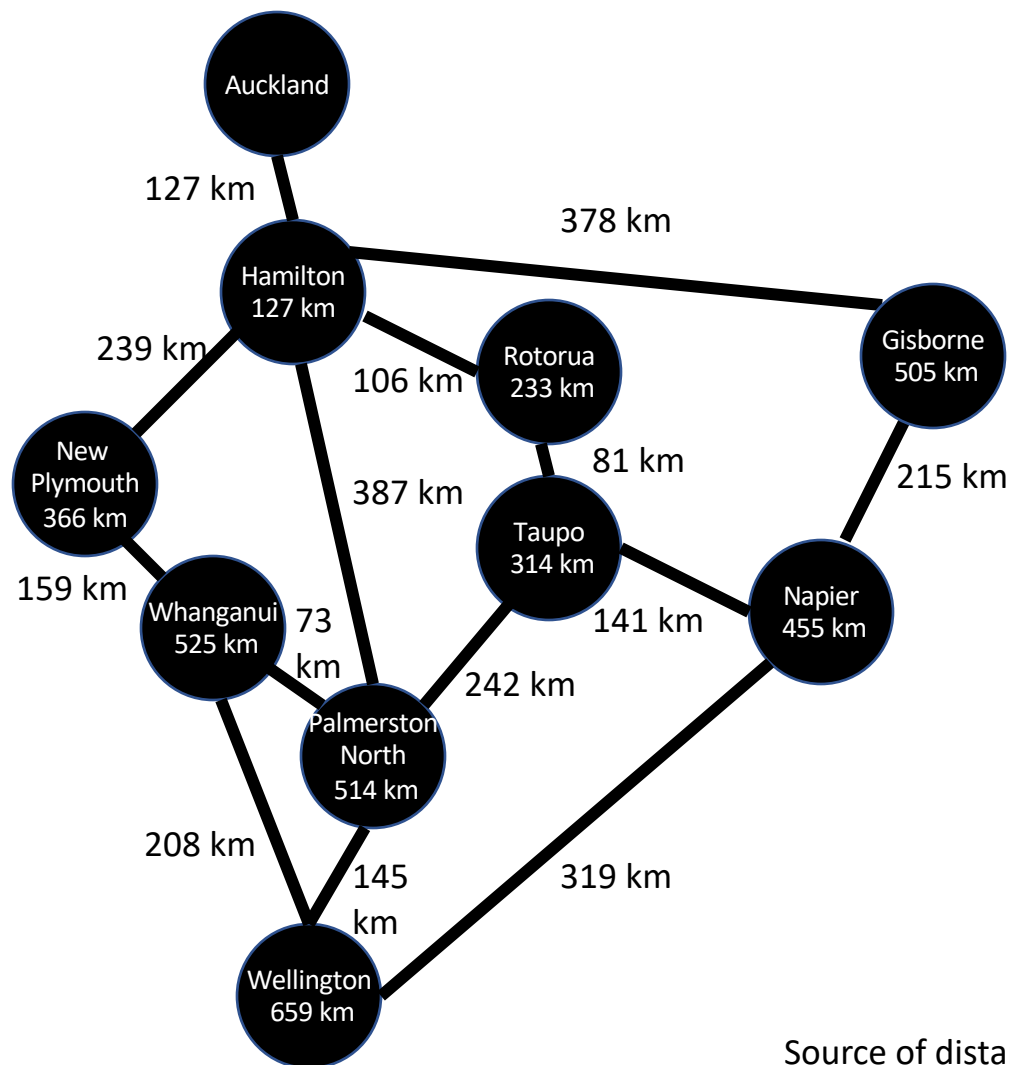 Auckland
127 km
378 km
Hamilton
127 km
Gisborne
505 km
239 km
Rotorua
233 km
106 km
New
Plymouth
366 km
387 km
81 km
215 km
Taupo
314 km
159 km
Whanganui
525 km
73
km
141 km
Napier
455 km
242 km
Palmerston
North
514 km
208 km
145
km
319 km
Wellington
659 km
Source of dista